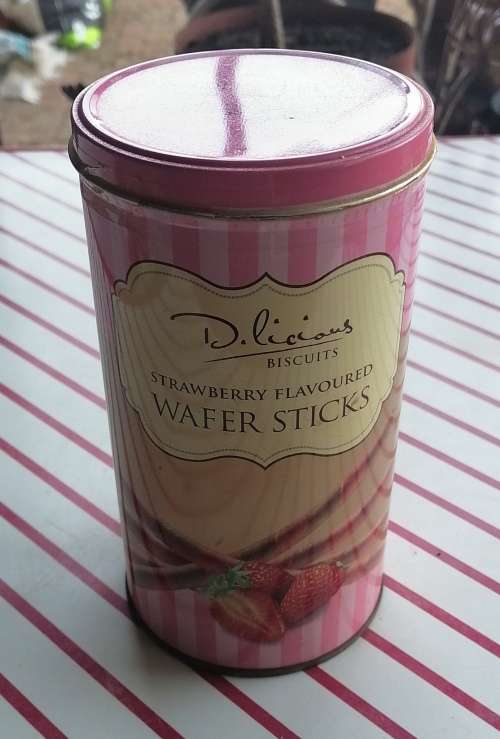 D.licious
BISCUITS
STRAWBERRY FLAVOURED
WAFER STICKS